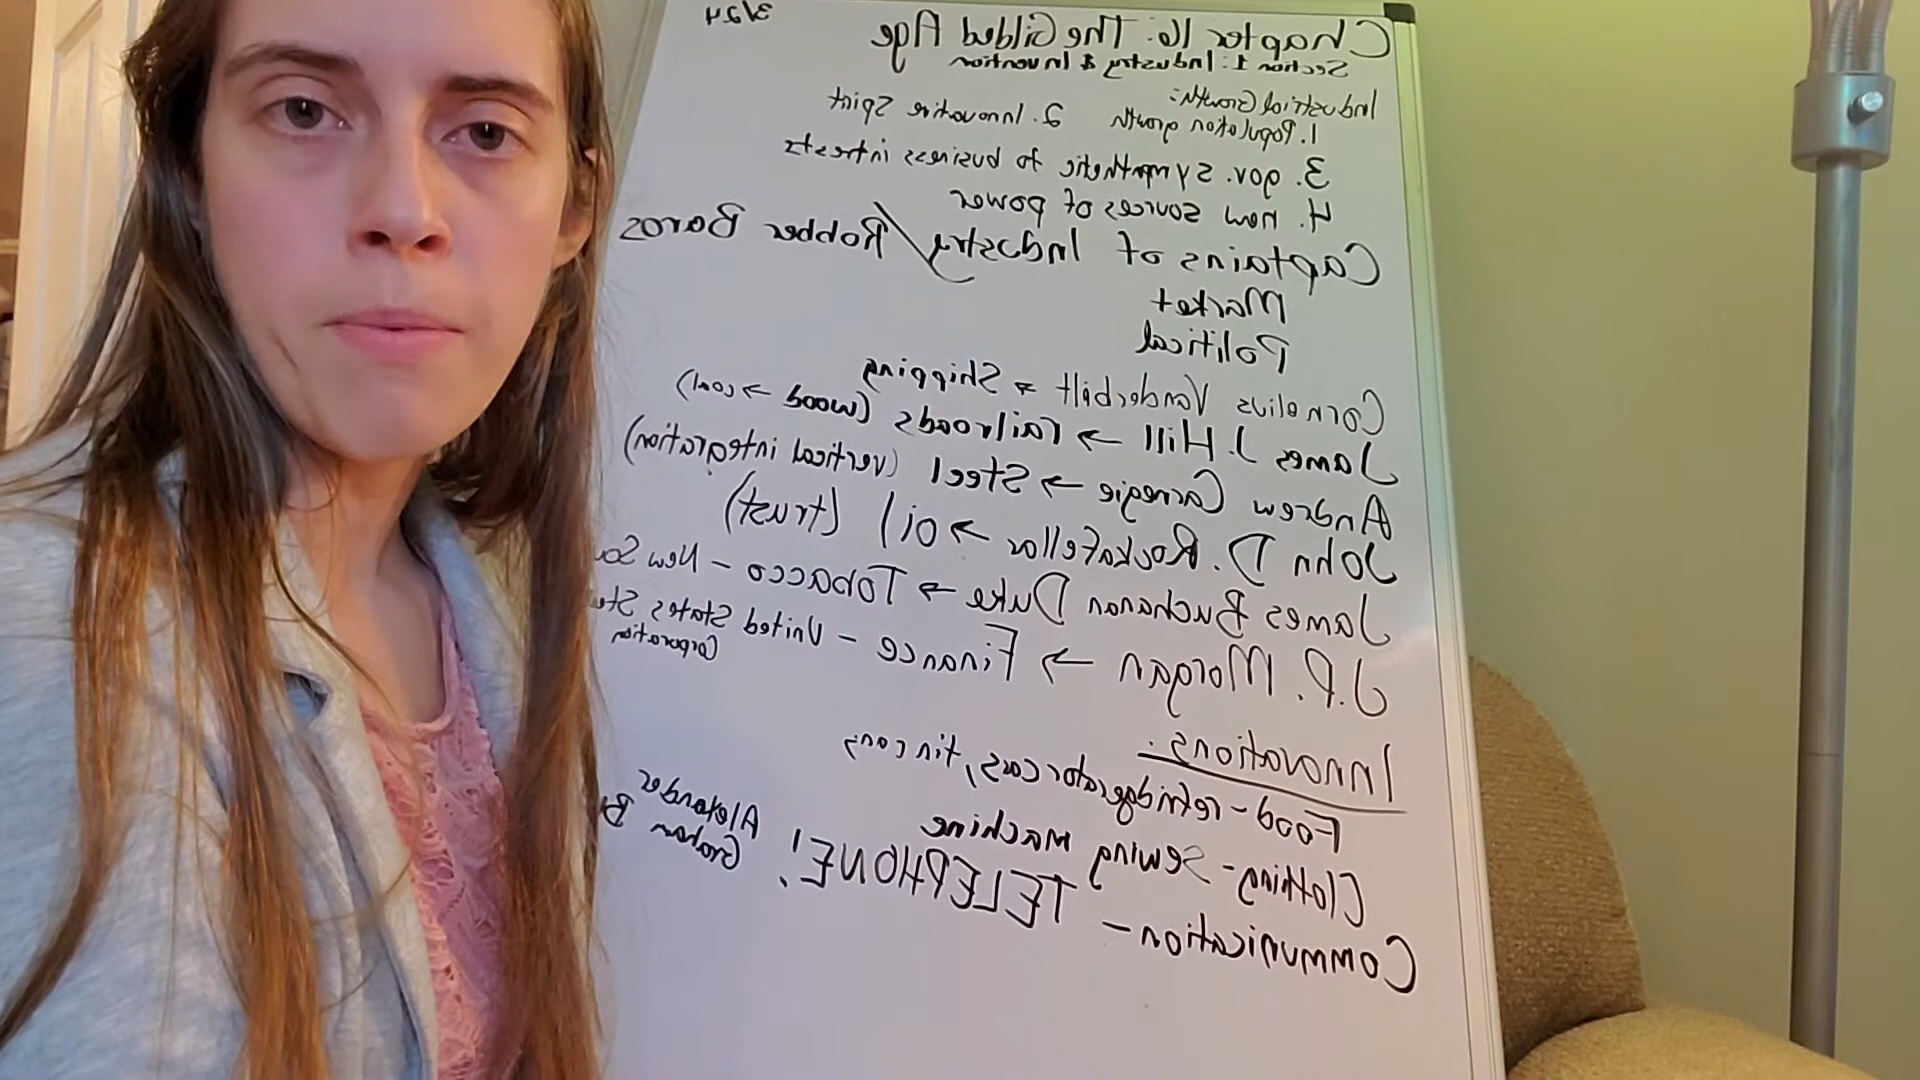 3/24
Chapter 16: The Gilded Age
Section 1: Industry & Invention
Industrial Growth:
1. Population growth 2. Innovative Spirit
3. gov. sympathetic to business intrests
4. new sources of power
Captains of Industry/Robber Baros
Market
Political
Cornelius Vanderbilt → Shipping
James J. Hill → railroads (wood → coal)
Andrew Carnegie → Steel (vertical integration)
John D. Rockafellar → oil (trust)
James Buchanan Duke → Tobacco - New
J.P. Morgan → Finance - United States
Corporation
Innovations:
Food - refridgerator cars, tin cans
Clothing - sewing machine
Communication - TELEPHONE!
Alexander
Graham